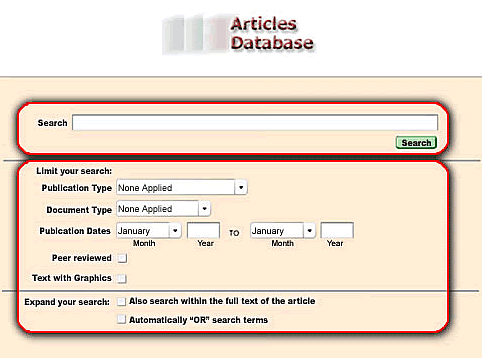 Articles
Database
Search
Search
Limit your search:
Publication Type None Applied
Document Type None Applied
Pubication Dates January TO January
Month Year Month Year
Peer reviewed
Text with Graphics
Expand your search: Also search within the full text of the article
Automatically “OR” search terms